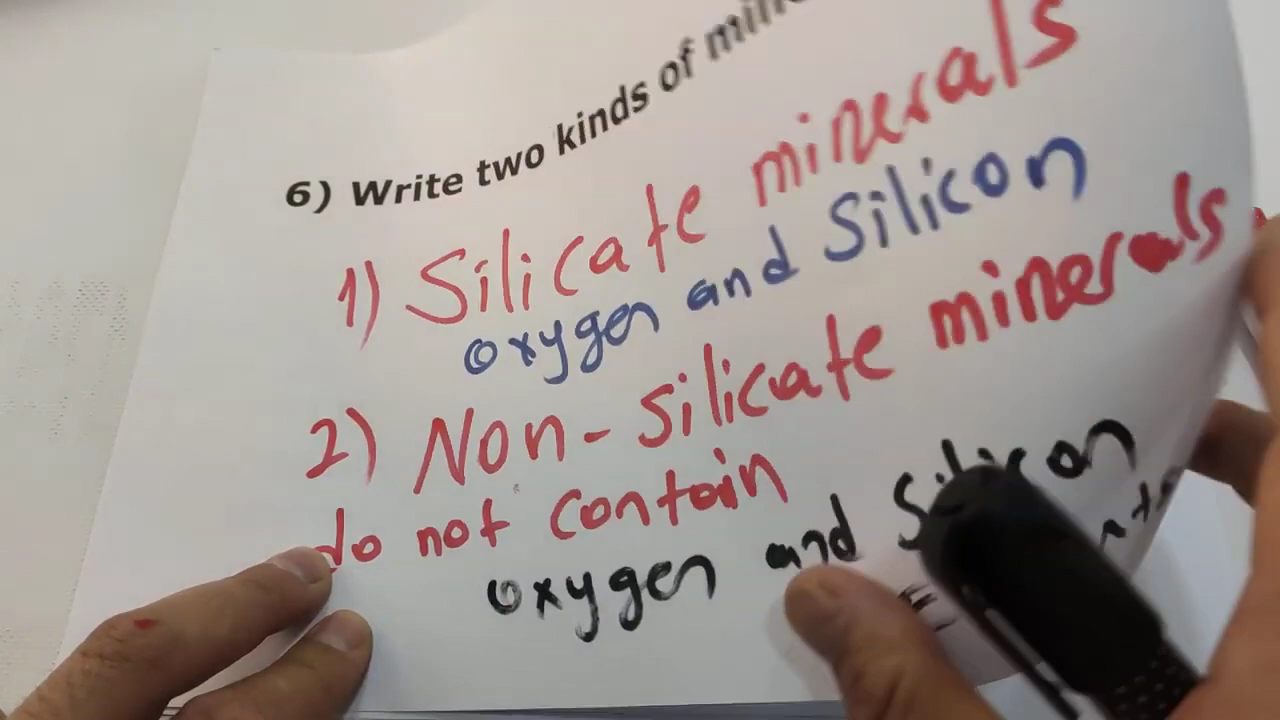 6) Write two kinds of
1) Silicate minerals
oxygen and Silicon
2) Non-silicate minerals
do not contain
oxygen and Silicon